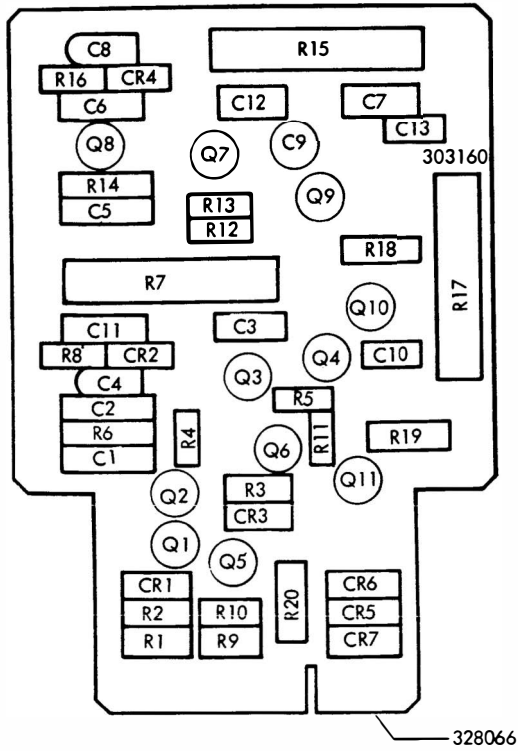 C8
R15
R16 CR4
C6 C12 C7
C13
Q8 Q7 C9
303160
R14 Q9
C5 R13
R12
R18
R7 R17
Q10
C11 C3
R8 CR2 Q4 C10
Q3
C4
C2 R5
R6 R4 R11 R19
C1 Q6
Q2 R3 Q11
CR3
Q1
Q5
CR1 CR6
R2 R10 R20 CR5
R1 R9 CR7
328066